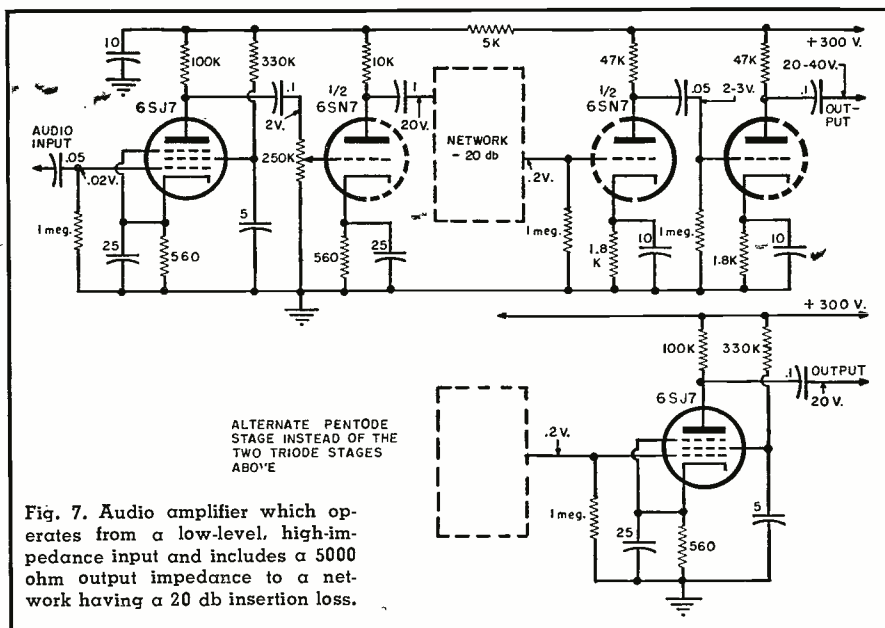 10
100K
330K
10K
5K
47K
47K
+300 V.
20-40V.
6SJ7
.1
2V.
1/2
6SN7
.1
20V.
NETWORK
- 20 db
1/2
6SN7
.05
2-3V.
.1
OUT-
PUT
AUDIO
INPUT
.05
.02V.
250K
.2V.
1 meg.
25
560
5
560
25
1 meg.
1.8
K
10
1 meg.
1.8K
10
+ 300 V.
100K
330K
6SJ7
.1
OUTPUT
20V.
ALTERNATE PENTODE
STAGE INSTEAD OF THE
TWO TRIODE STAGES
ABOVE
.2V.
1 meg.
25
560
5
Fig. 7. Audio amplifier which op-
erates from a low-level, high-im-
pedance input and includes a 5000
ohm output impedance to a net-
work having a 20 db insertion loss.